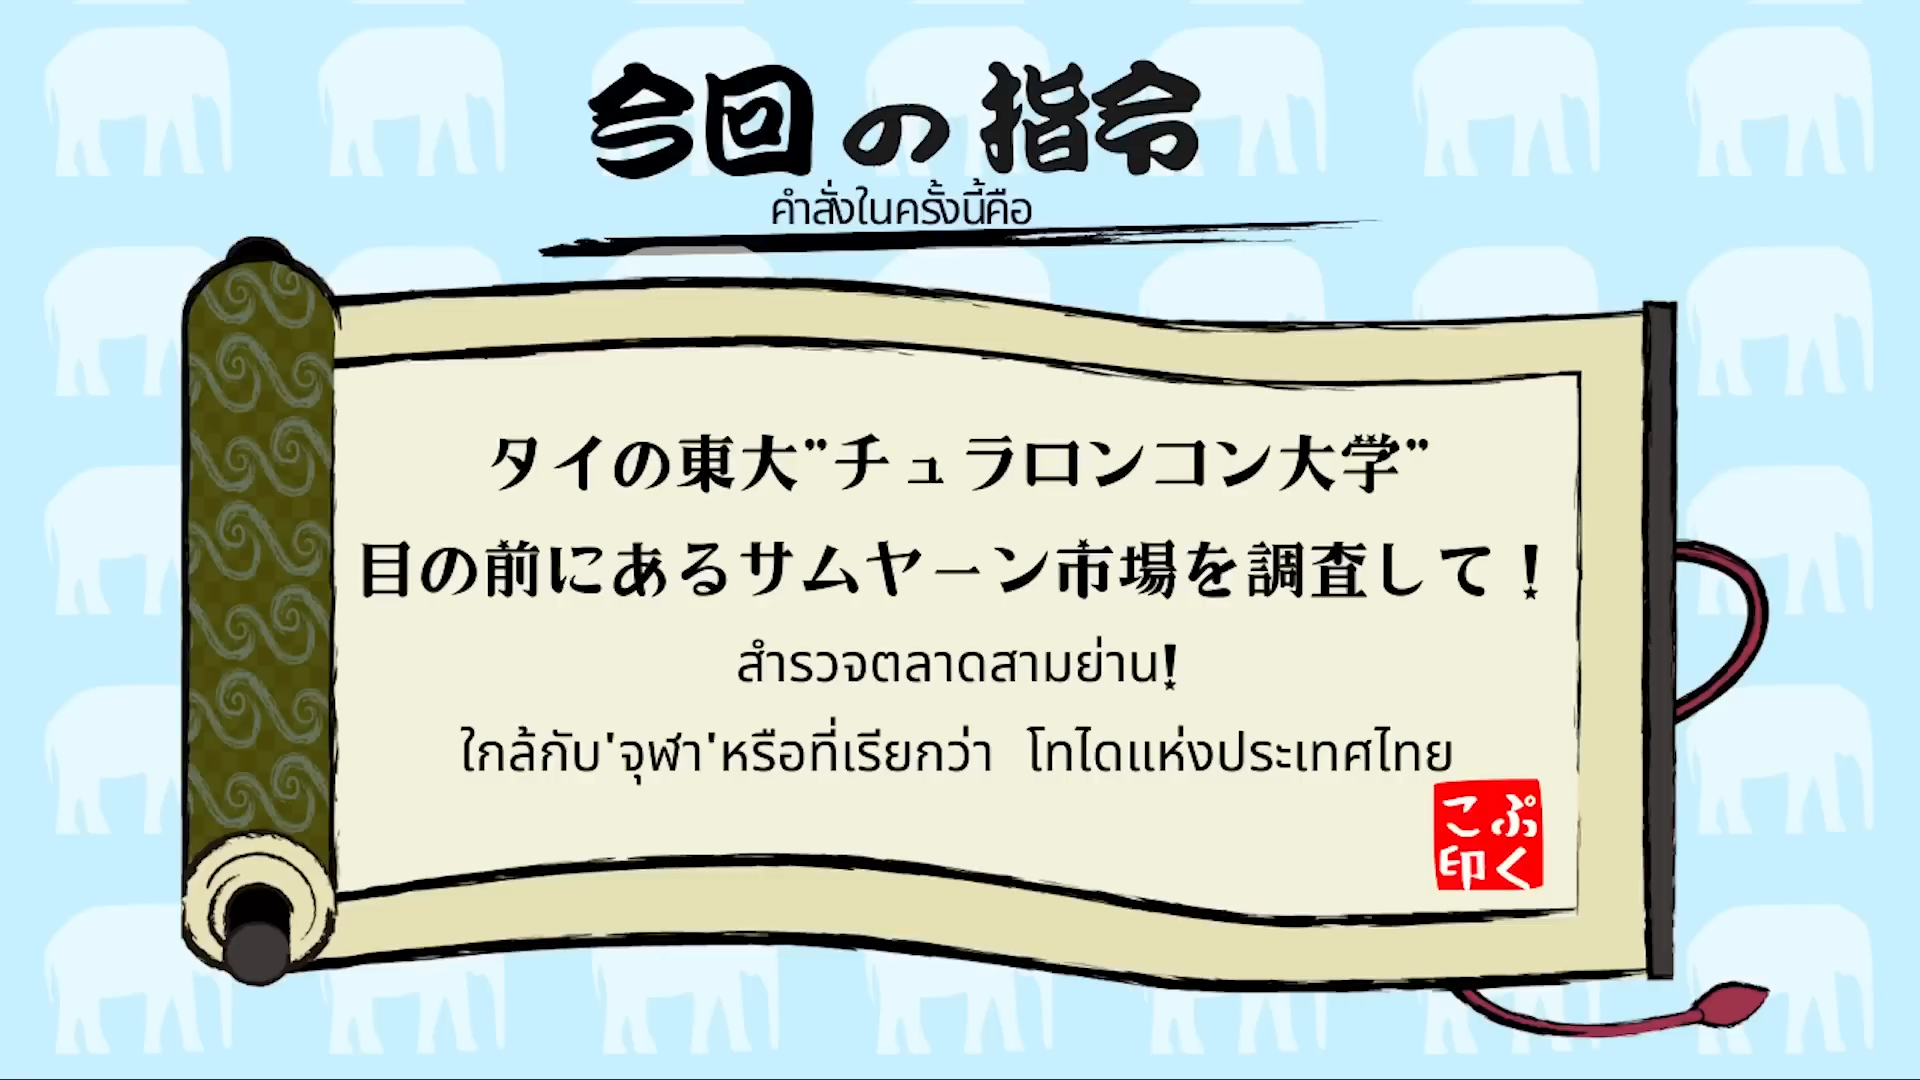 今回の指令
คำสั่งในครั้งนี้คือ
タイの東大”チュラロンコン大学”
目の前にあるサムヤーン市場を調査して！
สำรวจตลาดสามย่าน!
ใกล้กับ'จุฬา'หรือที่เรียกว่า โทไดแห่งประเทศไทย
こぷ
印く